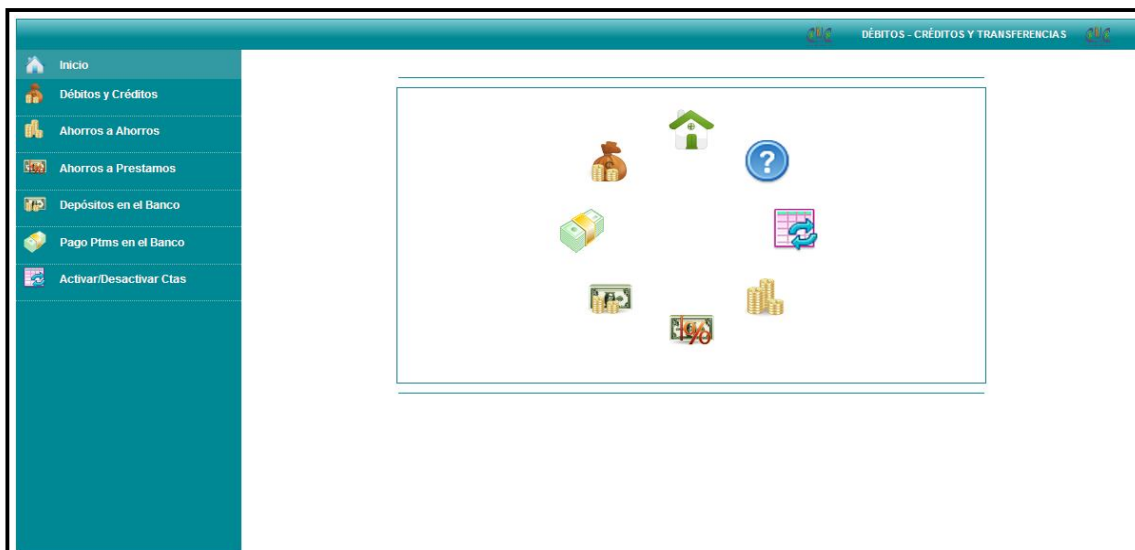 DÉBITOS - CRÉDITOS Y TRANSFERENCIAS
Inicio
Débitos y Créditos
Ahorros a Ahorros
Ahorros a Prestamos
Depósitos en el Banco
Pago Ptms en el Banco
Activar/Desactivar Ctas